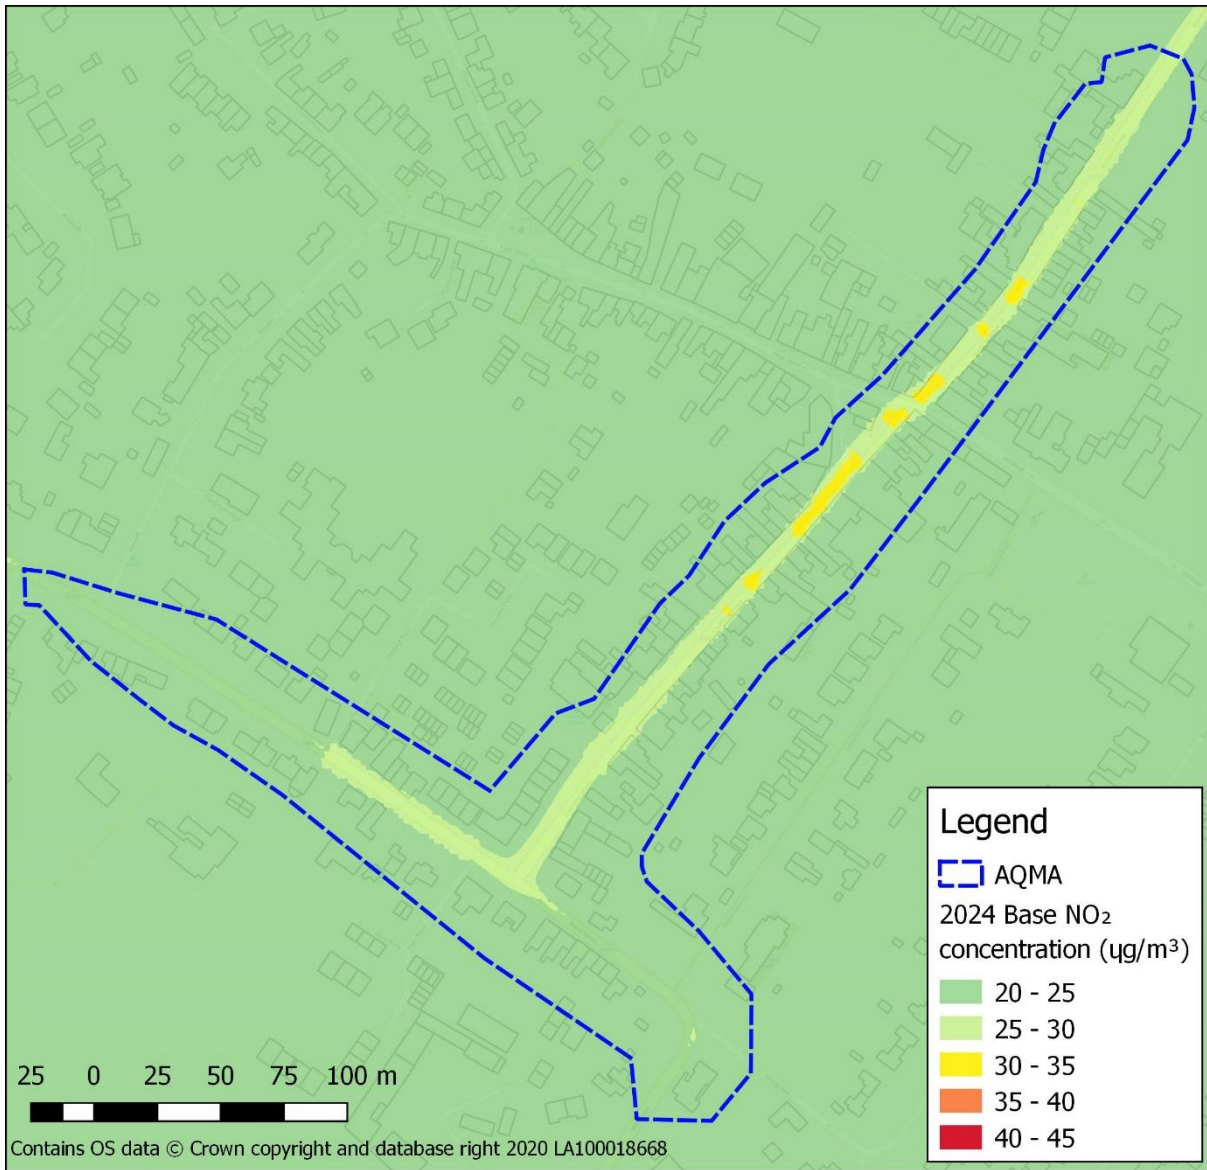 Legend
AQMA
2024 Base NO₂
concentration (ųg/m³)
20 - 25
25 - 30
30 - 35
35 - 40
40 - 45
25 0 25 50 75 100 m
Contains OS data © Crown copyright and database right 2020 LA100018668